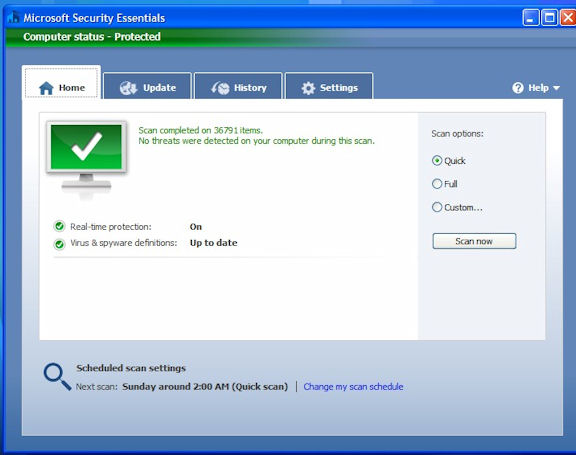 Microsoft Security Essentials
Computer status - Protected
Home Update History Settings Help
Scan completed on 36791 items.
No threats were detected on your computer during this scan.
Scan options:
Quick
Full
Custom...
Scan now
Real-time protection: On
Virus & spyware definitions: Up to date
Scheduled scan settings
Next scan: Sunday around 2:00 AM (Quick scan) | Change my scan schedule